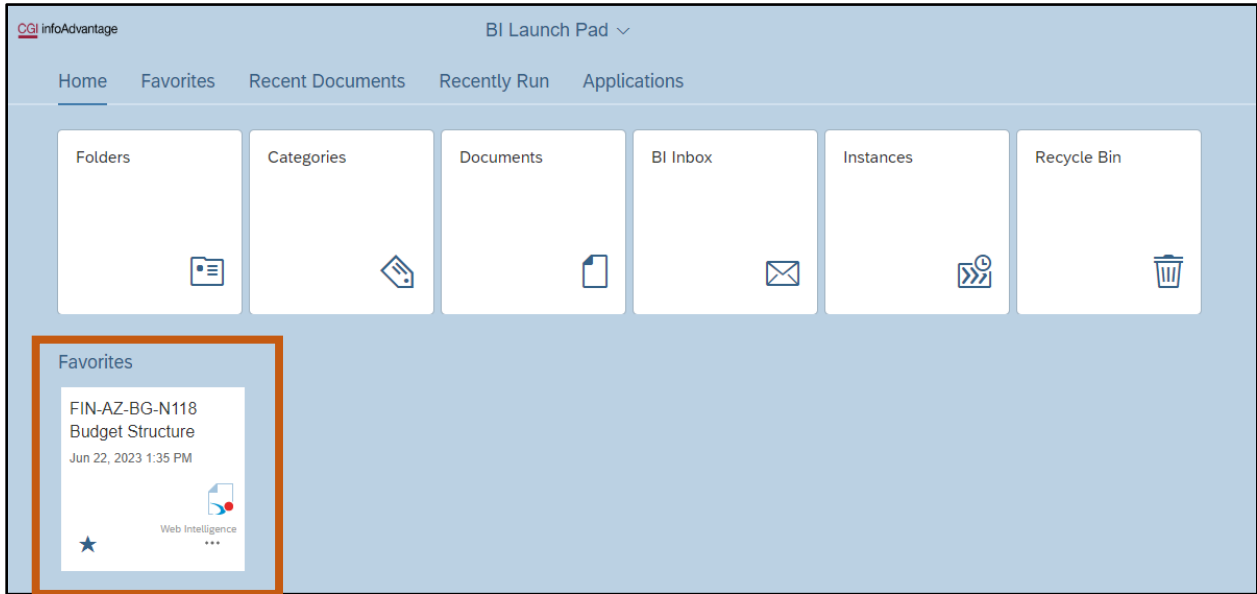 CGI infoAdvantage
BI Launch Pad
Home Favorites Recent Documents Recently Run Applications
Folders Categories Documents BI Inbox Instances Recycle Bin
Favorites
FIN-AZ-BG-N118
Budget Structure
Jun 22, 2023 1:35 PM
Web Intelligence